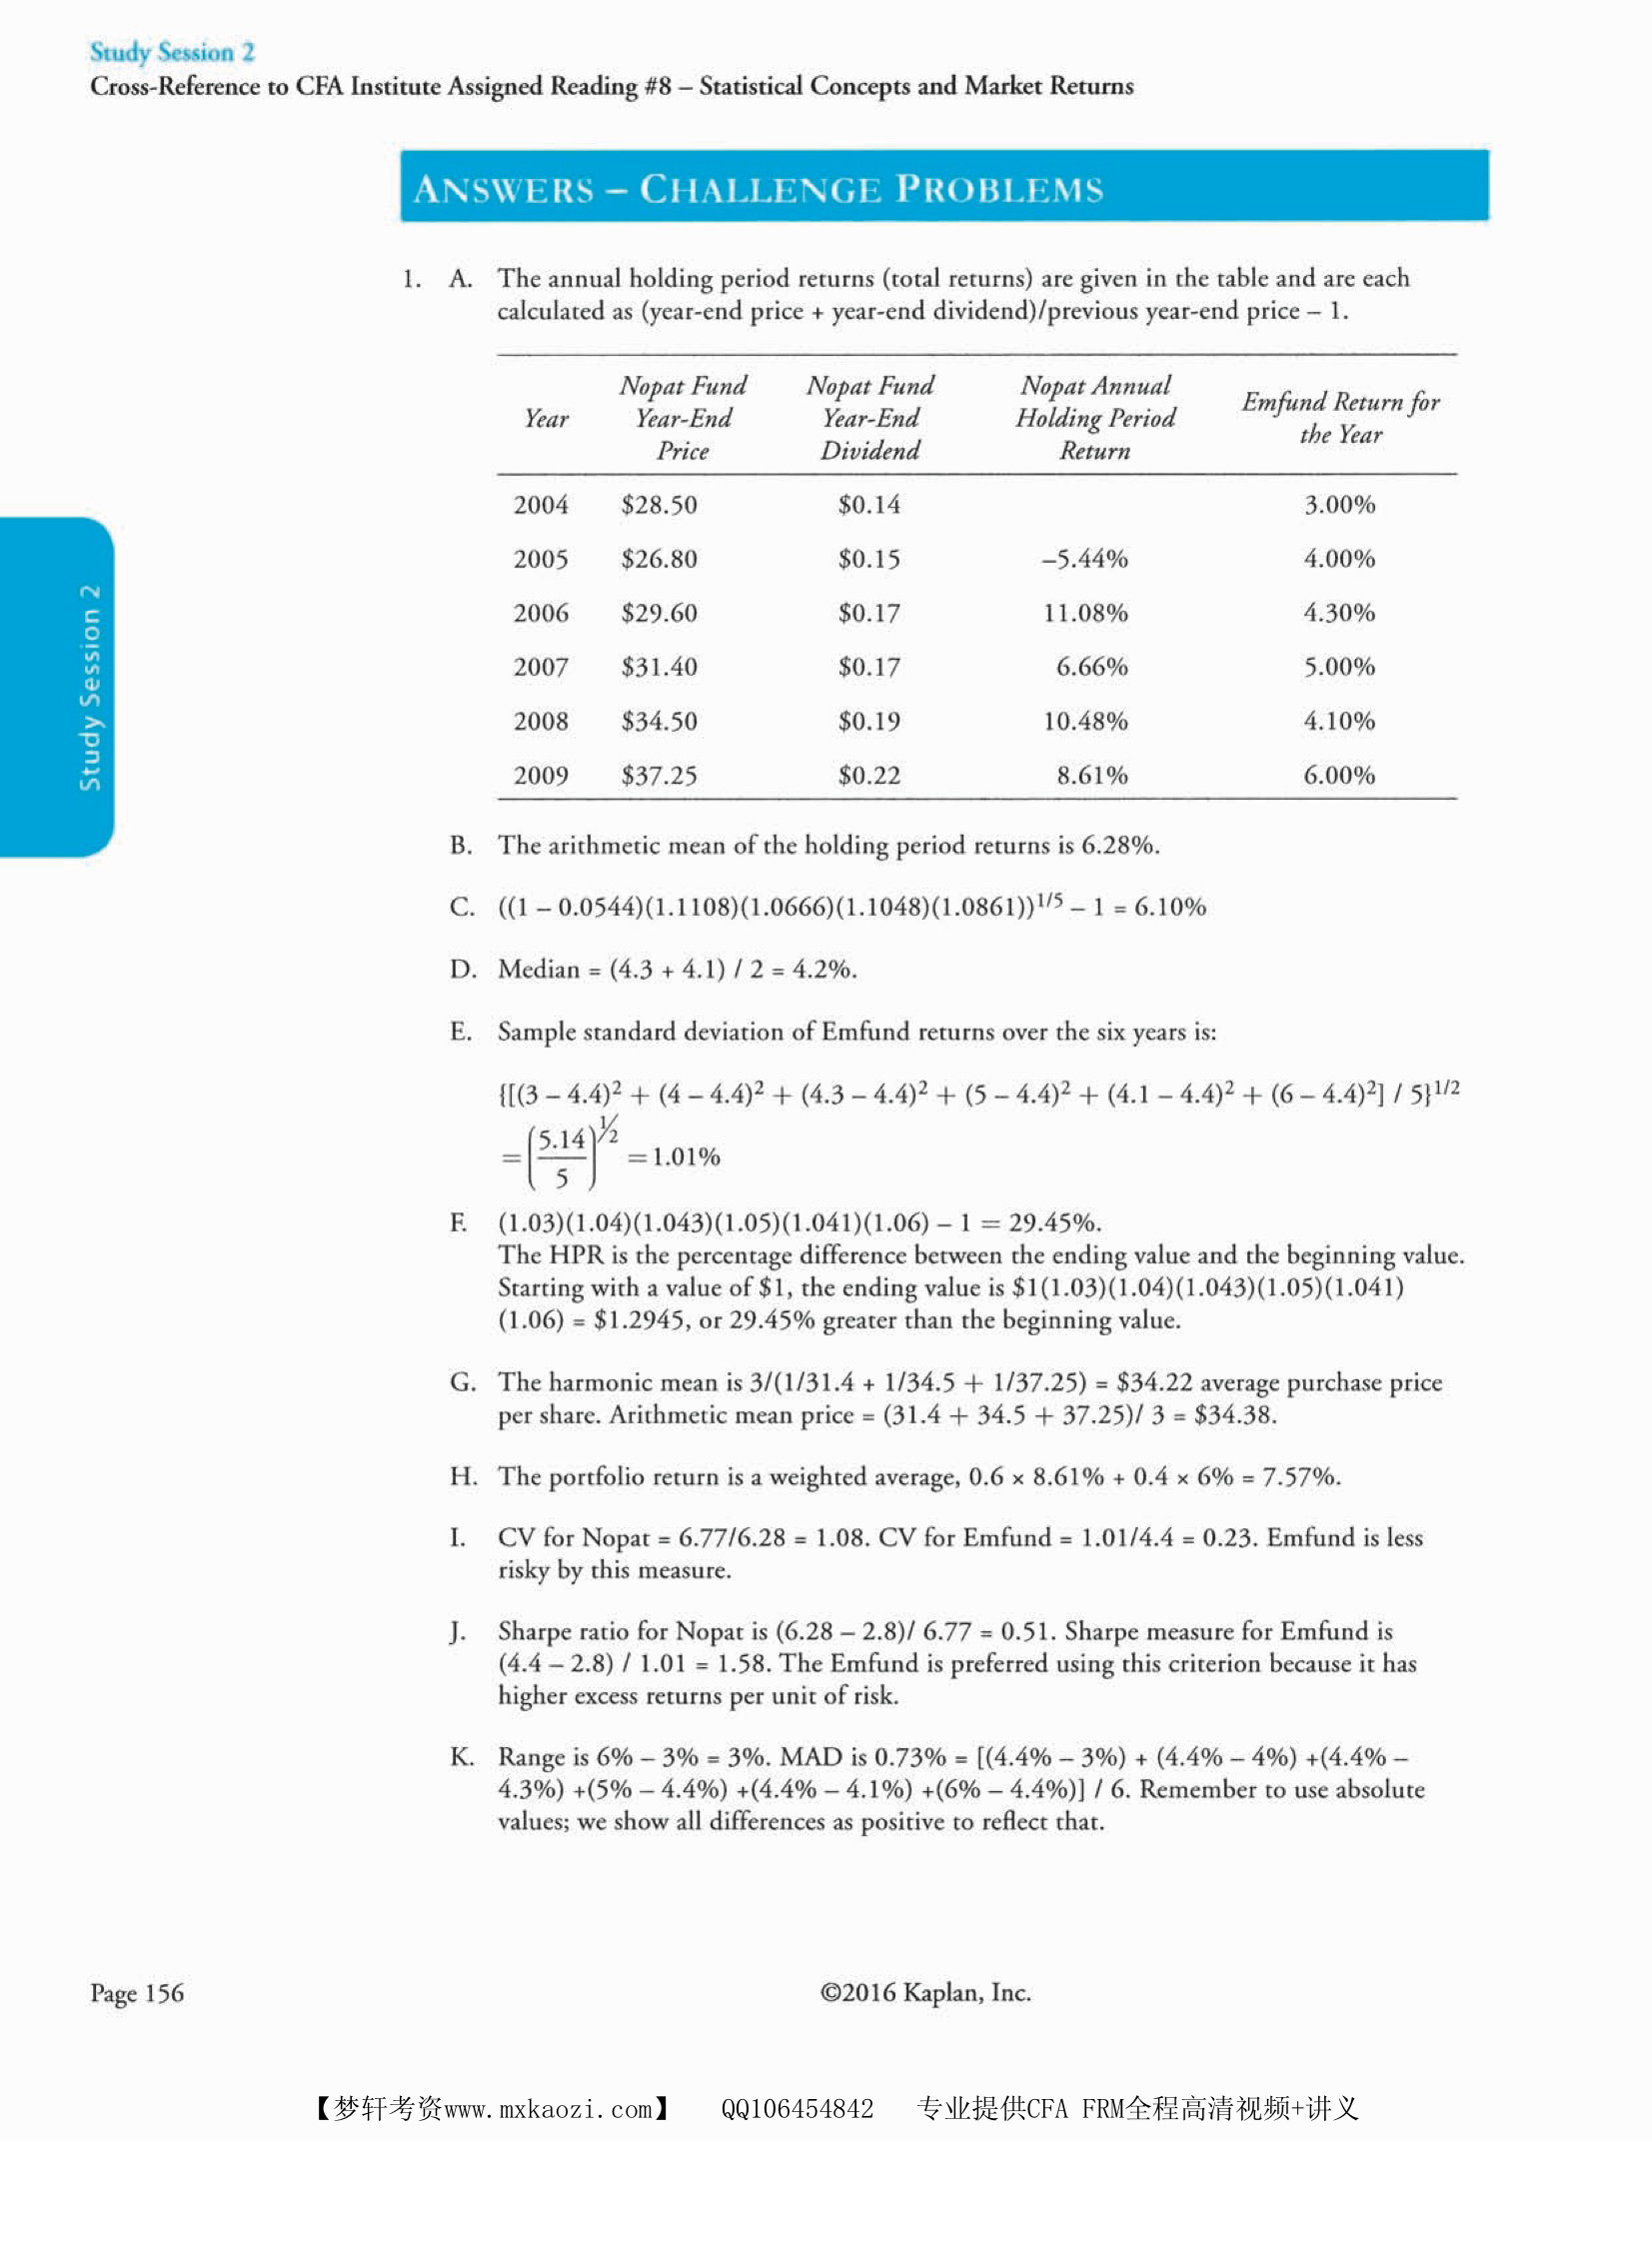 Study Session 2
Cross-Reference to CFA Institute Assigned Reading #8 – Statistical Concepts and Market Returns
ANSWERS – CHALLENGE PROBLEMS
1. A. The annual holding period returns (total returns) are given in the table and are each
calculated as (year-end price + year-end dividend)/previous year-end price – 1.
Year | Nopat Fund Year-End Price | Nopat Fund Year-End Dividend | Nopat Annual Holding Period Return | Emfund Return for the Year
2004 $28.50 $0.14 3.00%
2005 $26.80 $0.15 –5.44% 4.00%
2006 $29.60 $0.17 11.08% 4.30%
2007 $31.40 $0.17 6.66% 5.00%
2008 $34.50 $0.19 10.48% 4.10%
2009 $37.25 $0.22 8.61% 6.00%
Study Session 2
B. The arithmetic mean of the holding period returns is 6.28%.
C. ((1 – 0.0544)(1.1108)(1.0666)(1.1048)(1.0861))^1/5 – 1 = 6.10%
D. Median = (4.3 + 4.1) / 2 = 4.2%.
E. Sample standard deviation of Emfund returns over the six years is:
{[(3 – 4.4)² + (4 – 4.4)² + (4.3 – 4.4)² + (5 – 4.4)² + (4.1 – 4.4)² + (6 – 4.4)²] / 5}^1/2
= (5.14/5)^½ = 1.01%
F. (1.03)(1.04)(1.043)(1.05)(1.041)(1.06) – 1 = 29.45%.
The HPR is the percentage difference between the ending value and the beginning value.
Starting with a value of $1, the ending value is $1(1.03)(1.04)(1.043)(1.05)(1.041)
(1.06) = $1.2945, or 29.45% greater than the beginning value.
G. The harmonic mean is 3/(1/31.4 + 1/34.5 + 1/37.25) = $34.22 average purchase price
per share. Arithmetic mean price = (31.4 + 34.5 + 37.25)/ 3 = $34.38.
H. The portfolio return is a weighted average, 0.6 × 8.61% + 0.4 × 6% = 7.57%.
I. CV for Nopat = 6.77/6.28 = 1.08. CV for Emfund = 1.01/4.4 = 0.23. Emfund is less
risky by this measure.
J. Sharpe ratio for Nopat is (6.28 – 2.8)/ 6.77 = 0.51. Sharpe measure for Emfund is
(4.4 – 2.8) / 1.01 = 1.58. The Emfund is preferred using this criterion because it has
higher excess returns per unit of risk.
K. Range is 6% – 3% = 3%. MAD is 0.73% = [(4.4% – 3%) + (4.4% – 4%) +(4.4% –
4.3%) +(5% – 4.4%) +(4.4% – 4.1%) +(6% – 4.4%)] / 6. Remember to use absolute
values; we show all differences as positive to reflect that.
Page 156 ©2016 Kaplan, Inc.
【梦轩考资www.mxkaozi.com】 QQ106454842 专业提供CFA FRM全程高清视频+讲义